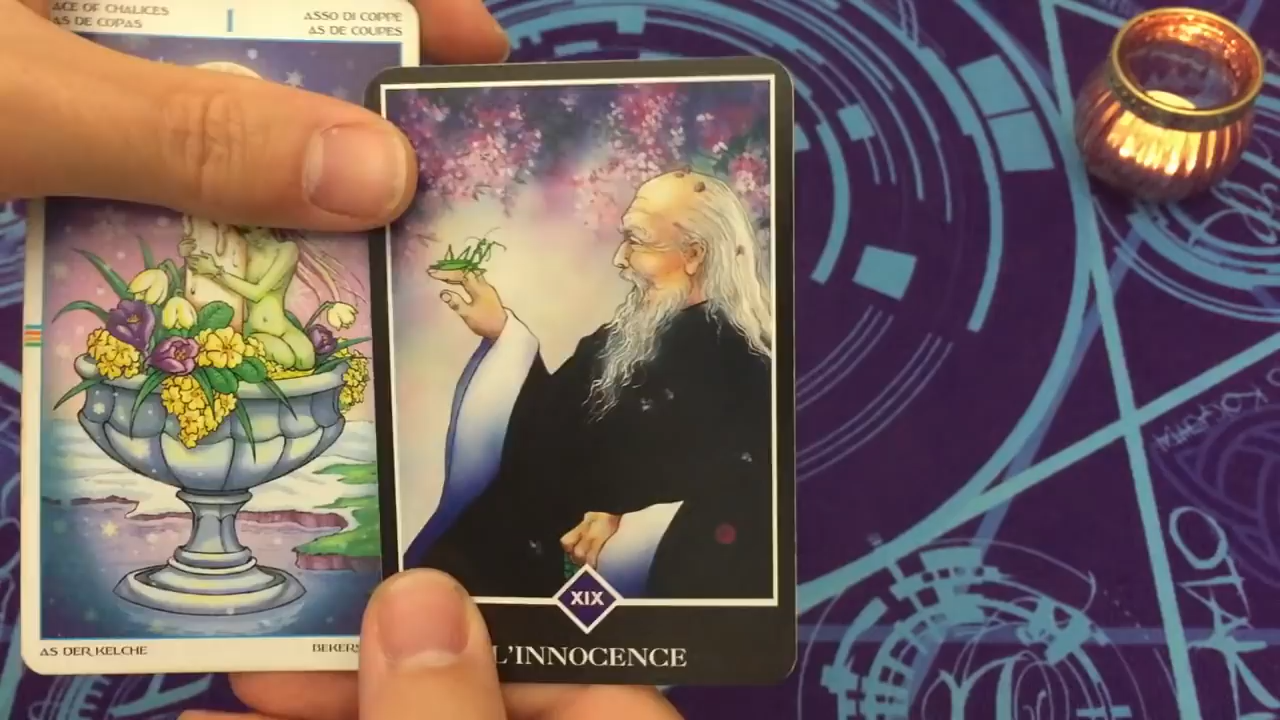 ACE OF CHALICES
AS DE COPAS
I
ASSO DI COPPE
AS DE COUPES
AS DER KELCHE
XIX
L'INNOCENCE